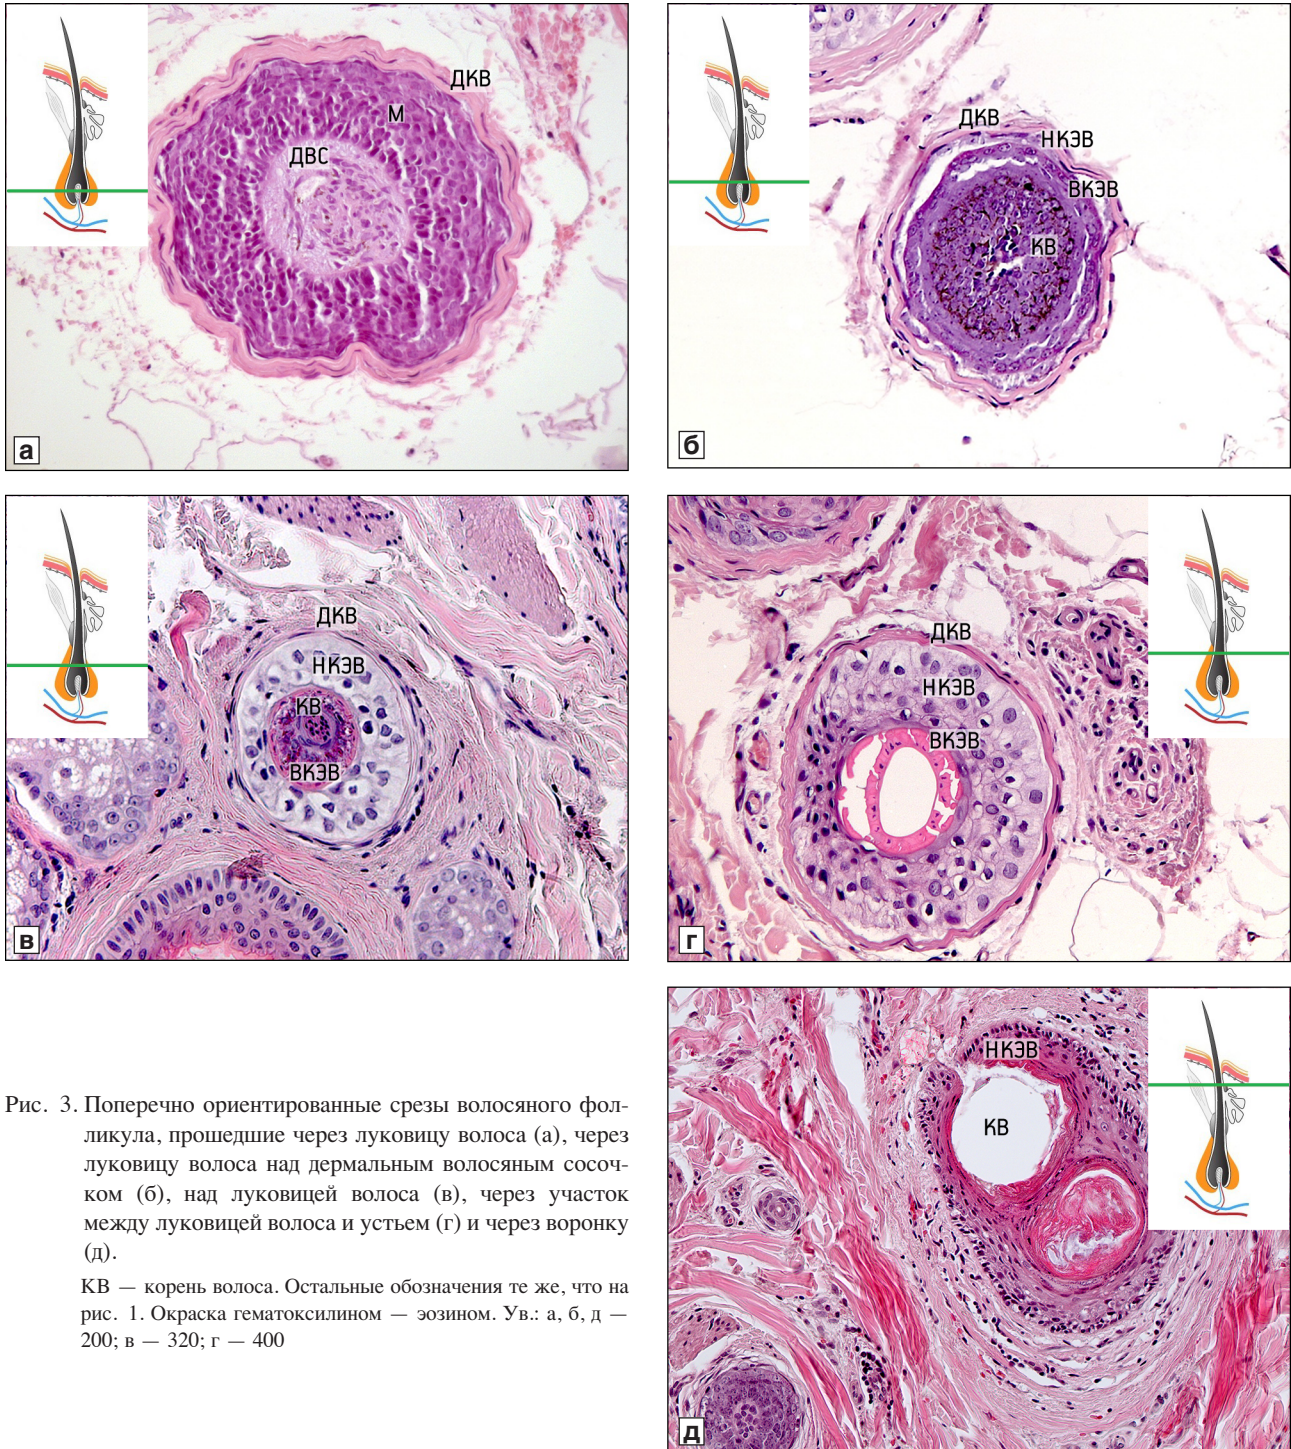 ДКВ
М
ДВС
а
ДКВ
НКЭВ
ВКЭВ
КВ
б
ДКВ
НКЭВ
КВ
ВКЭВ
в
ДКВ
НКЭВ
ВКЭВ
г
НКЭВ
КВ
д
Рис. 3. Поперечно ориентированные срезы волосяного фол-
ликула, прошедшие через луковицу волоса (а), через
луковицу волоса над дермальным волосяным сосоч-
ком (б), над луковицей волоса (в), через участок
между луковицей волоса и устьем (г) и через воронку
(д).
КВ — корень волоса. Остальные обозначения те же, что на
рис. 1. Окраска гематоксилином — эозином. Ув.: а, б, д —
200; в — 320; г — 400